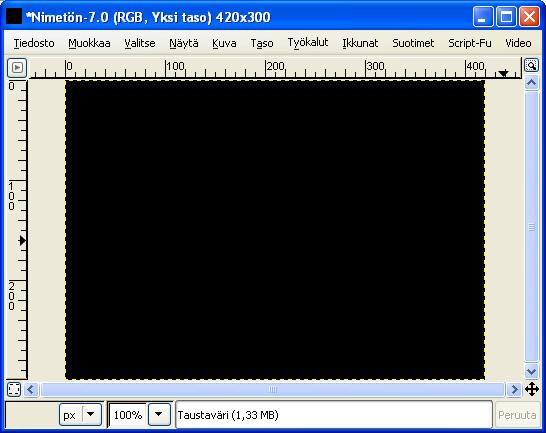 *Nimetön-7.0 (RGB, Yksi taso) 420x300
Tiedosto Muokkaa Valitse Näytä Kuva Taso Työkalut Ikkunat Suotimet Script-Fu Video
0 100 200 300 400
0
100
200
px 100% Taustaväri (1,33 MB) Peruuta